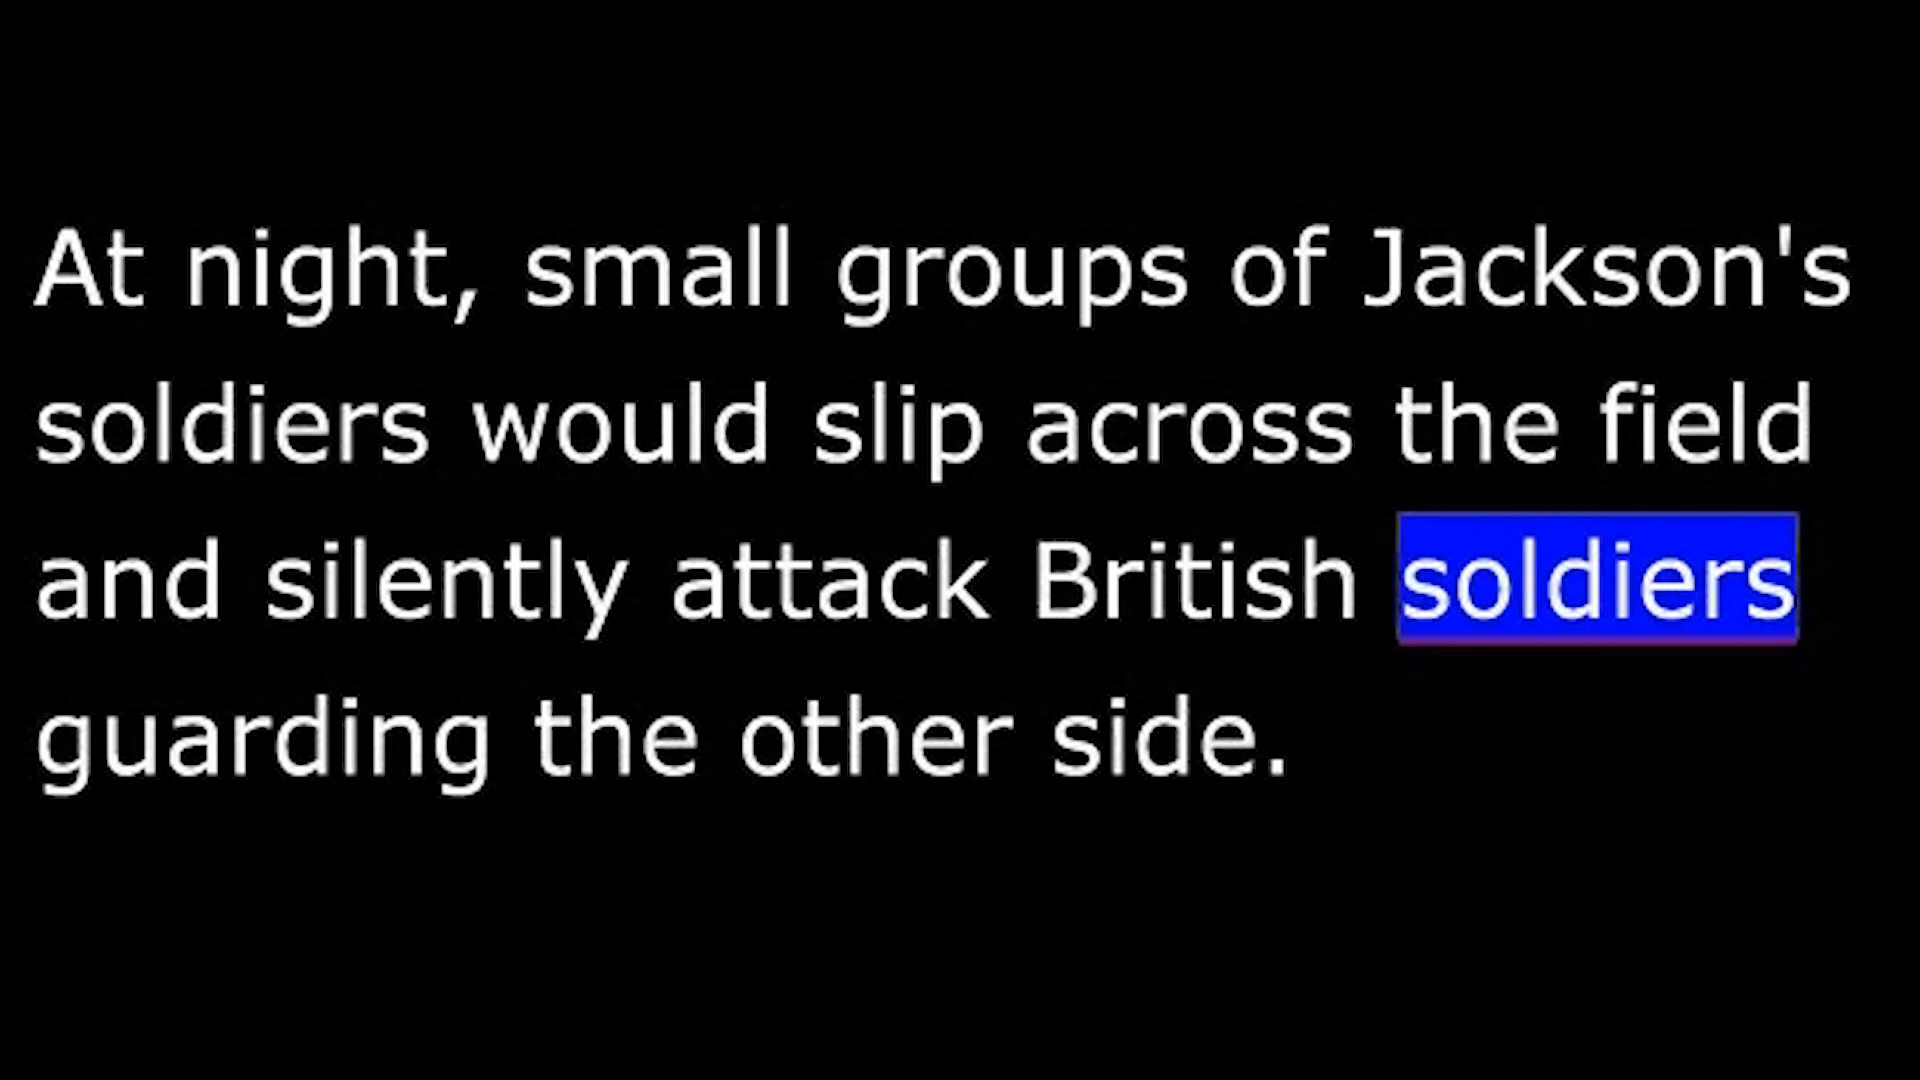 At night, small groups of Jackson's
soldiers would slip across the field
and silently attack British soldiers
guarding the other side.